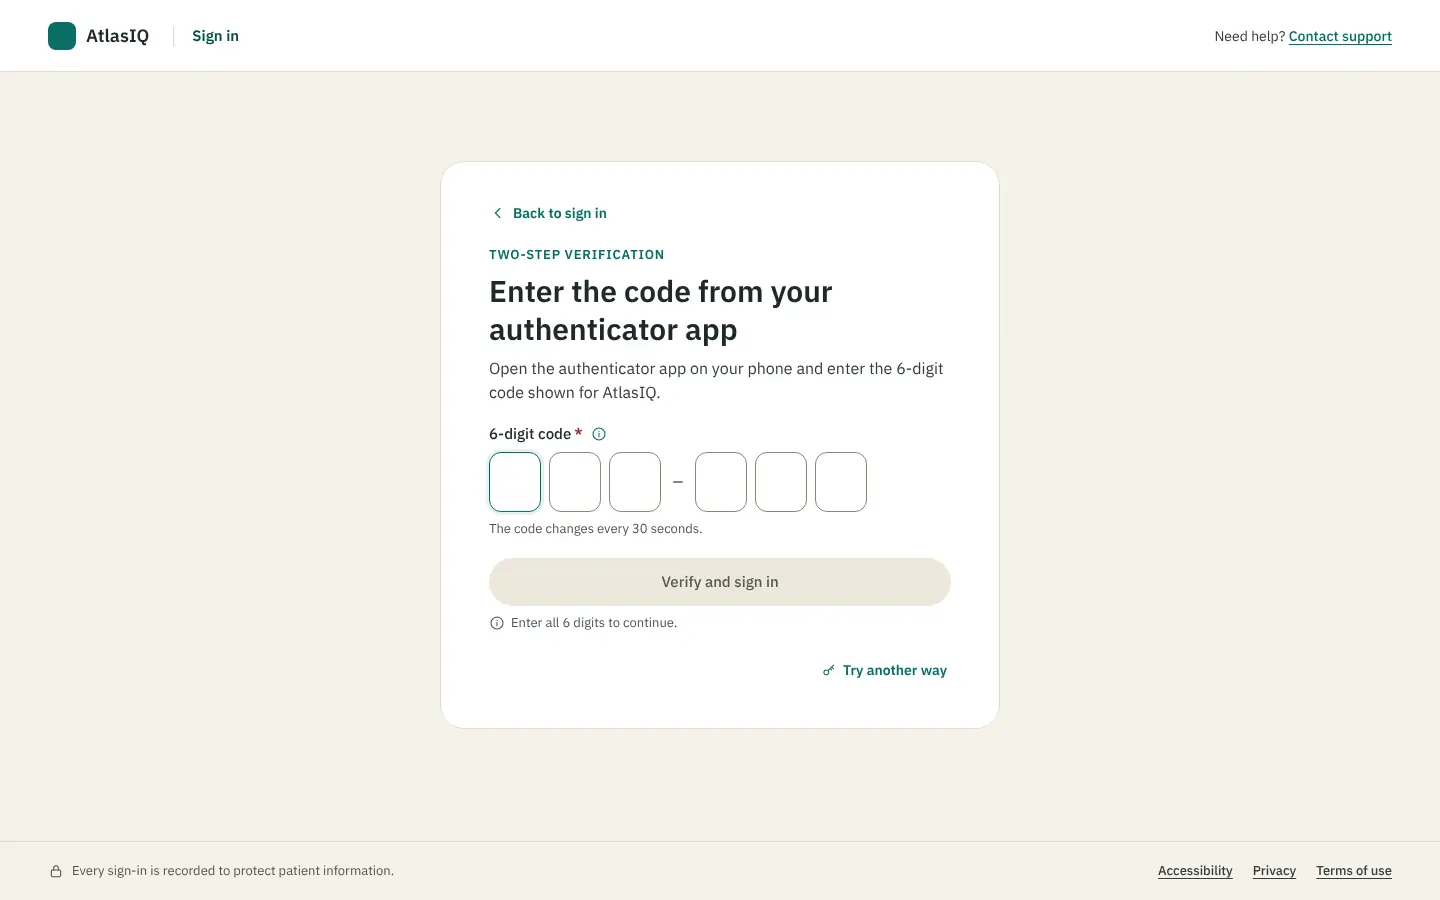 AtlasIQ
Sign in
Need help? Contact support
Back to sign in
TWO-STEP VERIFICATION
Enter the code from your
authenticator app
Open the authenticator app on your phone and enter the 6-digit
code shown for AtlasIQ.
6-digit code *
–
The code changes every 30 seconds.
Verify and sign in
Enter all 6 digits to continue.
Try another way
Every sign-in is recorded to protect patient information.
Accessibility
Privacy
Terms of use